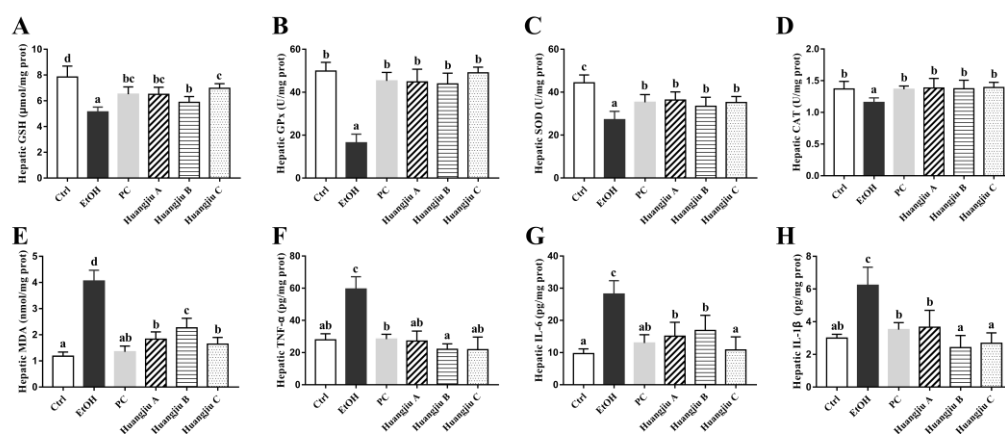 A
Hepatic GSH (μmol/mg prot)
10
8
6
4
2
0
d
a
bc
bc
b
c
Ctrl
EtOH
PC
Huangjiu A
Huangjiu B
Huangjiu C
B
Hepatic GPx (U/mg prot)
60
40
20
0
b
a
b
b
b
b
Ctrl
EtOH
PC
Huangjiu A
Huangjiu B
Huangjiu C
C
Hepatic SOD (U/mg prot)
60
40
20
0
c
a
b
b
b
b
Ctrl
EtOH
PC
Huangjiu A
Huangjiu B
Huangjiu C
D
Hepatic CAT (U/mg prot)
2.0
1.5
1.0
0.5
0.0
b
a
b
b
b
b
Ctrl
EtOH
PC
Huangjiu A
Huangjiu B
Huangjiu C
E
Hepatic MDA (nmol/mg prot)
5
4
3
2
1
0
a
d
ab
b
c
b
Ctrl
EtOH
PC
Huangjiu A
Huangjiu B
Huangjiu C
F
Hepatic TNF-α (pg/mg prot)
80
60
40
20
0
ab
c
b
ab
a
ab
Ctrl
EtOH
PC
Huangjiu A
Huangjiu B
Huangjiu C
G
Hepatic IL-6 (pg/mg prot)
40
30
20
10
0
a
c
ab
b
b
a
Ctrl
EtOH
PC
Huangjiu A
Huangjiu B
Huangjiu C
H
Hepatic IL-1β (pg/mg prot)
8
6
4
2
0
ab
c
b
b
a
a
Ctrl
EtOH
PC
Huangjiu A
Huangjiu B
Huangjiu C